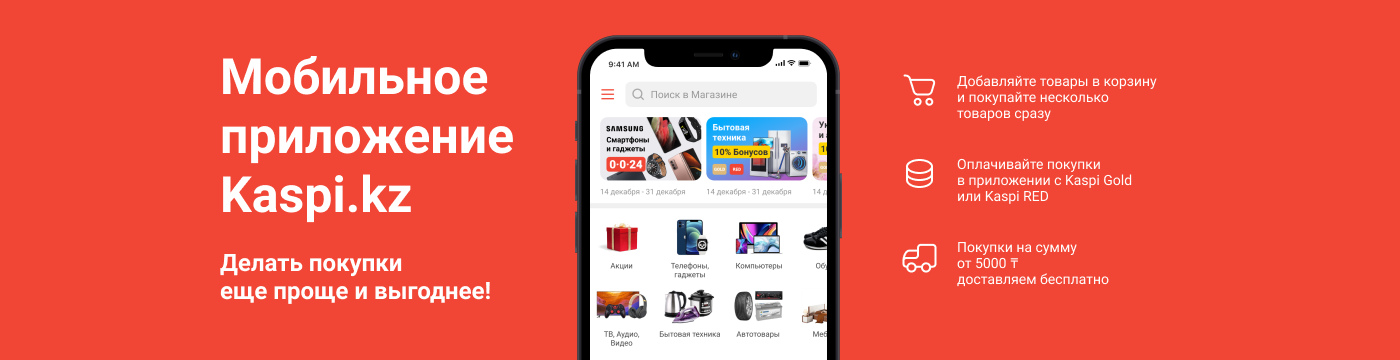 Мобильное
приложение
Kaspi.kz
Делать покупки
еще проще и выгоднее!
9:41 AM
Поиск в Магазине
SAMSUNG
Смартфоны
и гаджеты
0·0·24
14 декабря - 31 декабря
Бытовая
техника
10% Бонусов
GOLD RED
14 декабря - 31 декабря
14 д
Акции
Телефоны,
гаджеты
Компьютеры
Обу
ТВ, Аудио,
Видео
Бытовая техника
Автотовары
Меб
Добавляйте товары в корзину
и покупайте несколько
товаров сразу
Оплачивайте покупки
в приложении с Kaspi Gold
или Kaspi RED
Покупки на сумму
от 5000 ₸
доставляем бесплатно